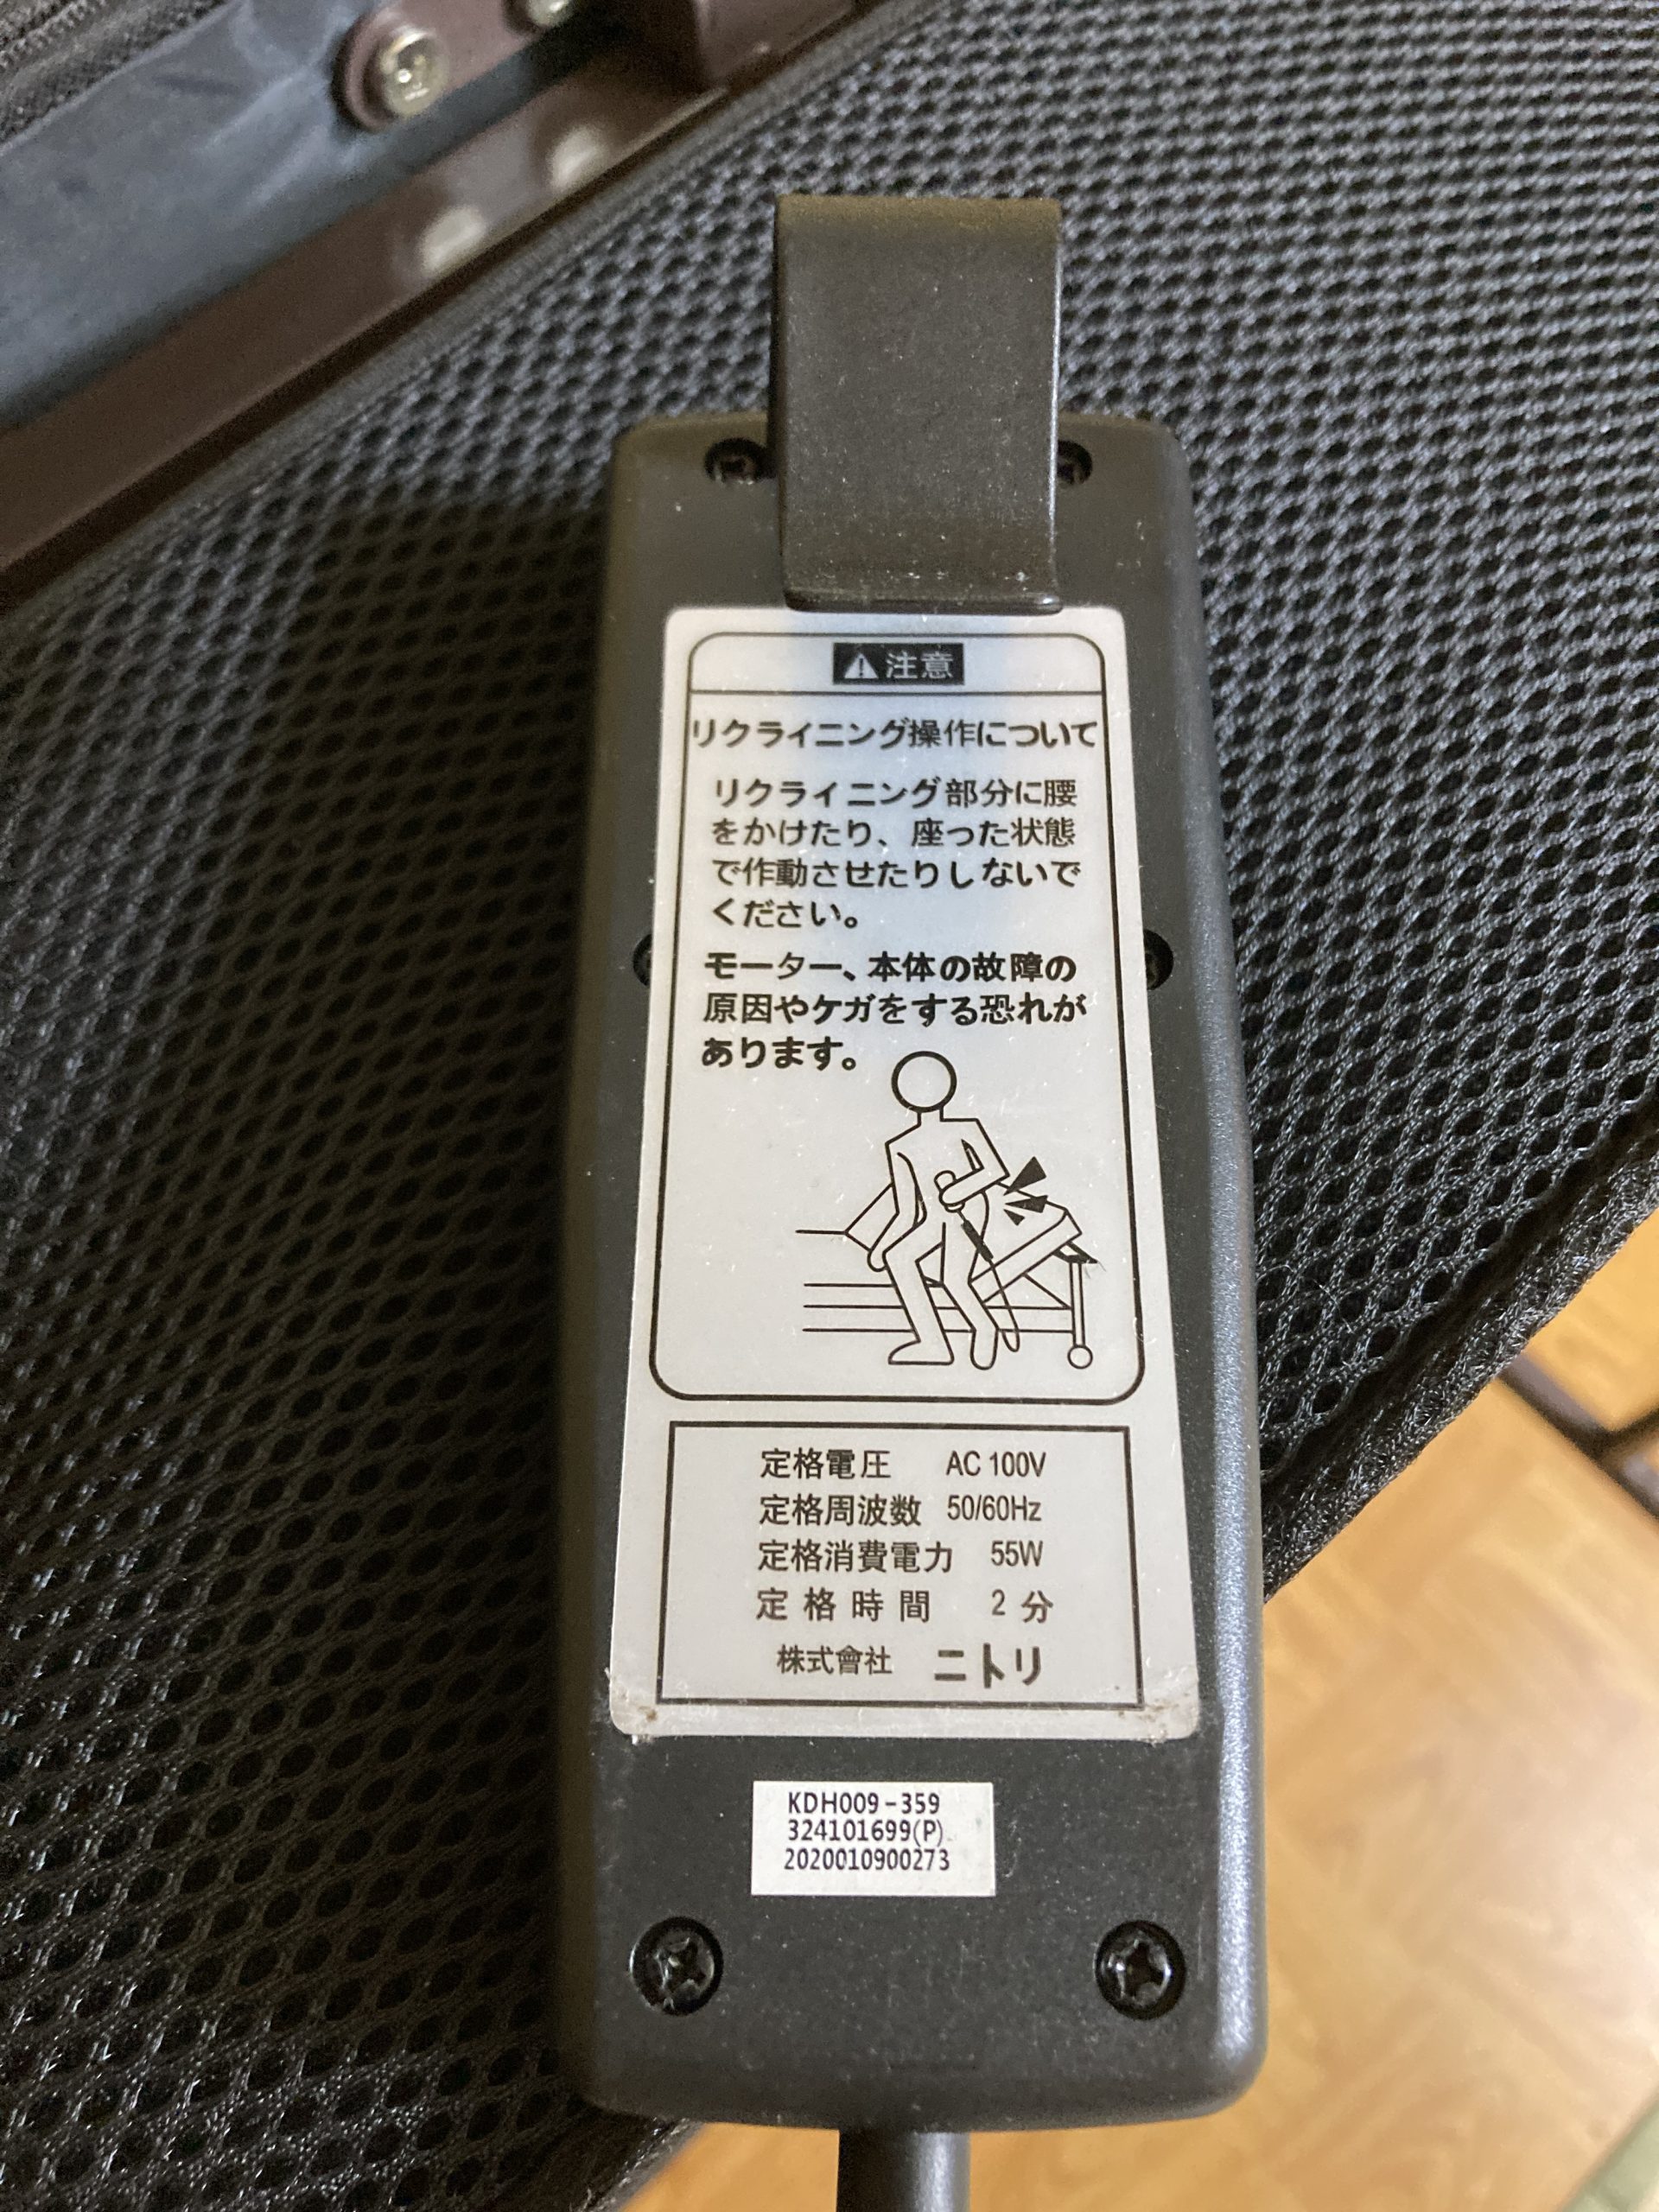 注意
リクライニング操作について
リクライニング部分に腰
をかけたり、座った状態
で作動させたりしないで
ください。
モーター、本体の故障の
原因やケガをする恐れが
あります。
定格電圧 AC 100V
定格周波数 50/60Hz
定格消費電力 55W
定格時間 2分
株式會社 ニトリ
KDH009-359
324101699(P)
2020010900273